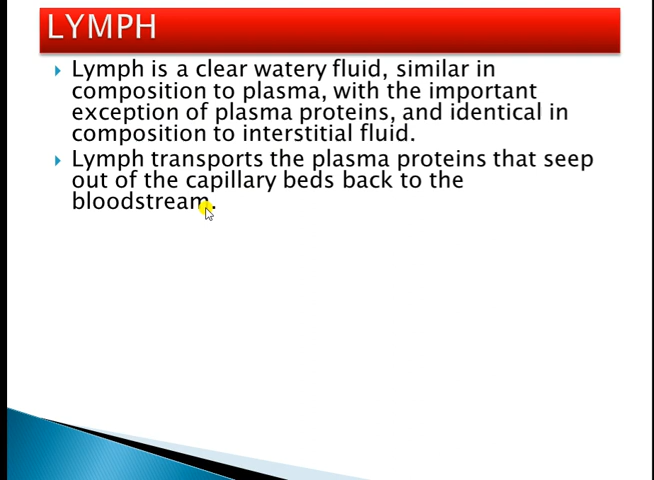 LYMPH
Lymph is a clear watery fluid, similar in
composition to plasma, with the important
exception of plasma proteins, and identical in
composition to interstitial fluid.
Lymph transports the plasma proteins that seep
out of the capillary beds back to the
bloodstream.